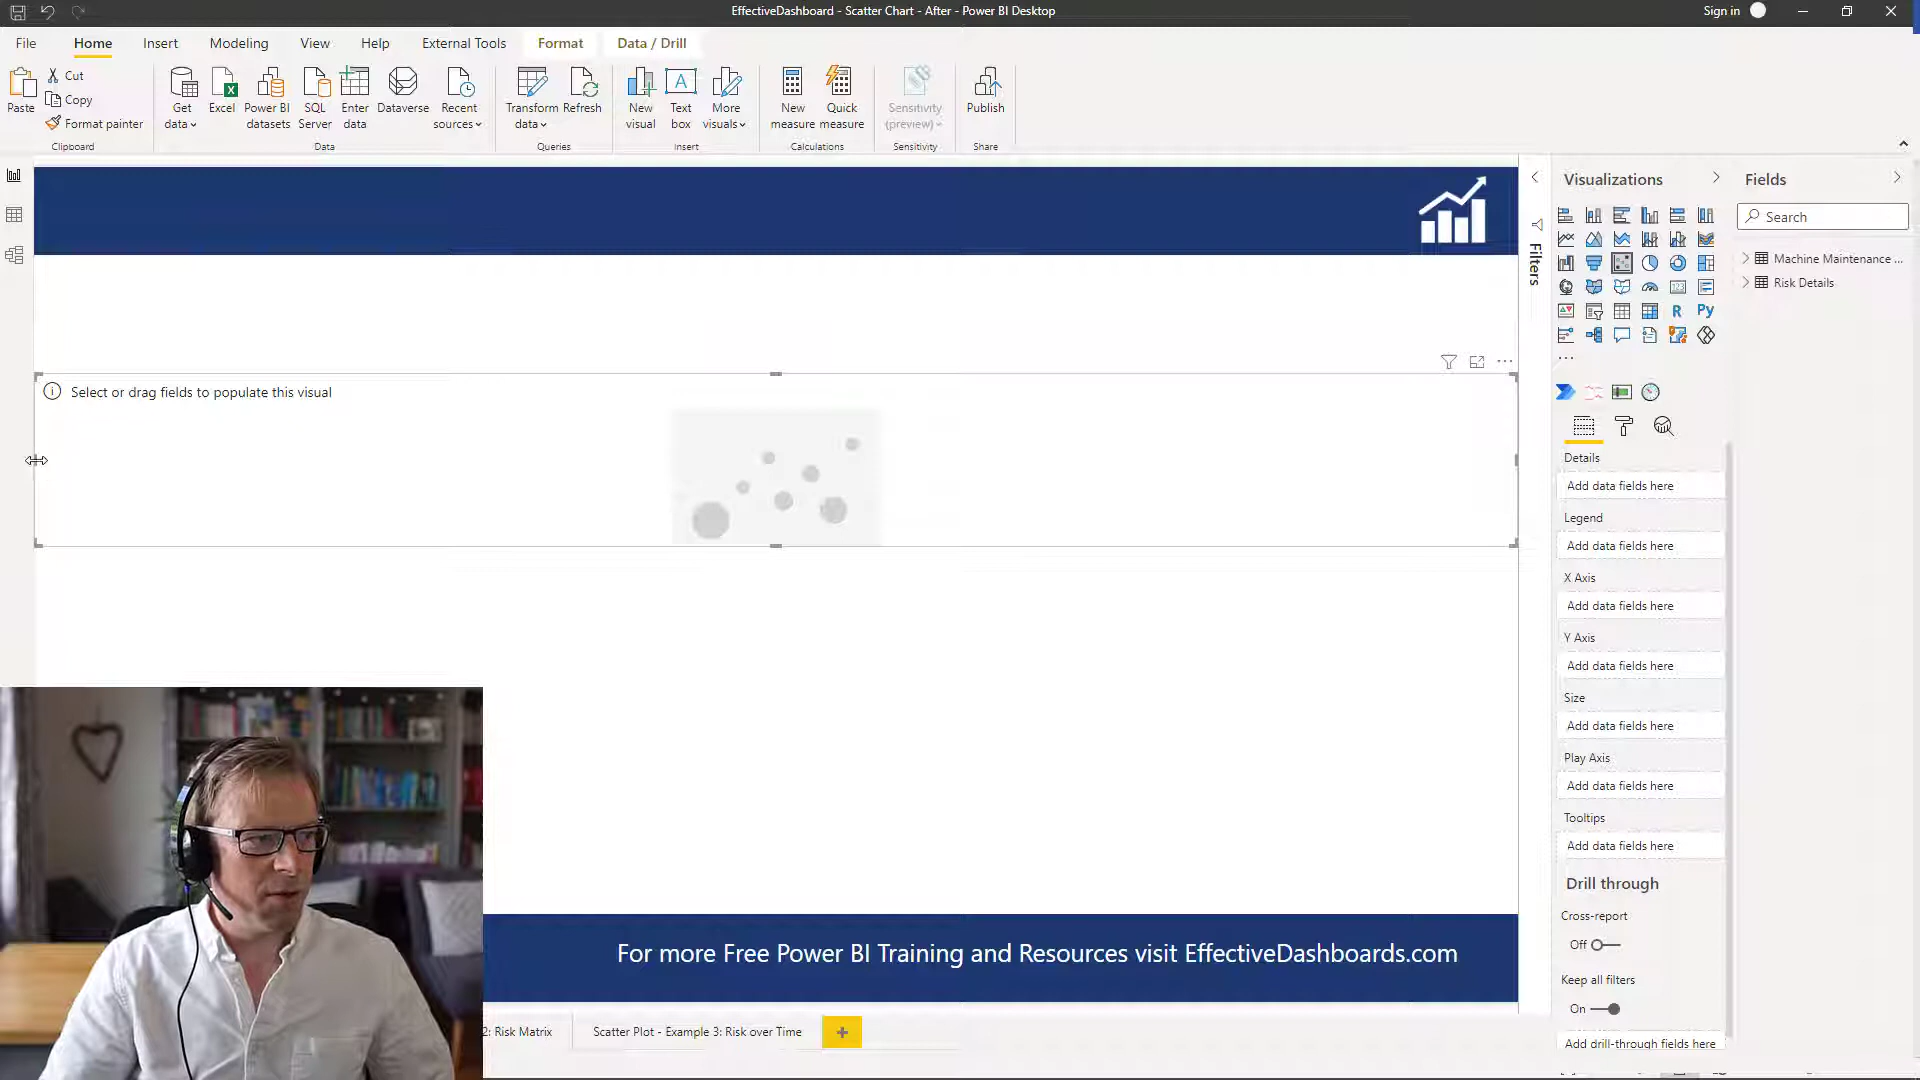 EffectiveDashboard - Scatter Chart - After - Power BI Desktop
Sign in
File Home Insert Modeling View Help External Tools Format Data / Drill
Paste
Cut
Copy
Format painter
Clipboard
Get data
Excel
Power BI datasets
SQL Server
Enter data
Dataverse
Recent sources
Data
Transform data
Refresh
Queries
New visual
A
Text box
More visuals
Insert
New measure
Quick measure
Calculations
Sensitivity (preview)
Sensitivity
Publish
Share
Select or drag fields to populate this visual
Filters
Visualizations
123
R
Py
Details
Add data fields here
Legend
Add data fields here
X Axis
Add data fields here
Y Axis
Add data fields here
Size
Add data fields here
Play Axis
Add data fields here
Tooltips
Add data fields here
Drill through
Cross-report
Off
Keep all filters
On
Add drill-through fields here
Fields
Search
Machine Maintenance ...
Risk Details
For more Free Power BI Training and Resources visit EffectiveDashboards.com
2: Risk Matrix
Scatter Plot - Example 3: Risk over Time